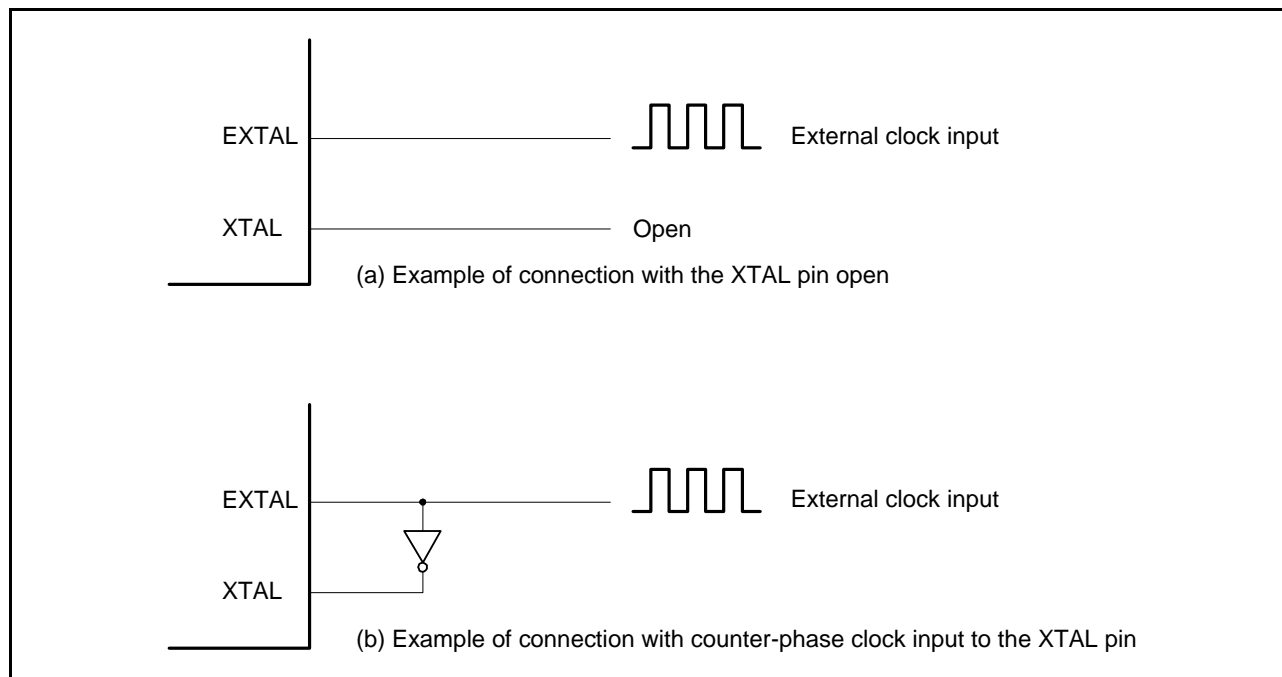 EXTAL
External clock input
XTAL
Open
(a) Example of connection with the XTAL pin open
EXTAL
External clock input
XTAL
(b) Example of connection with counter-phase clock input to the XTAL pin